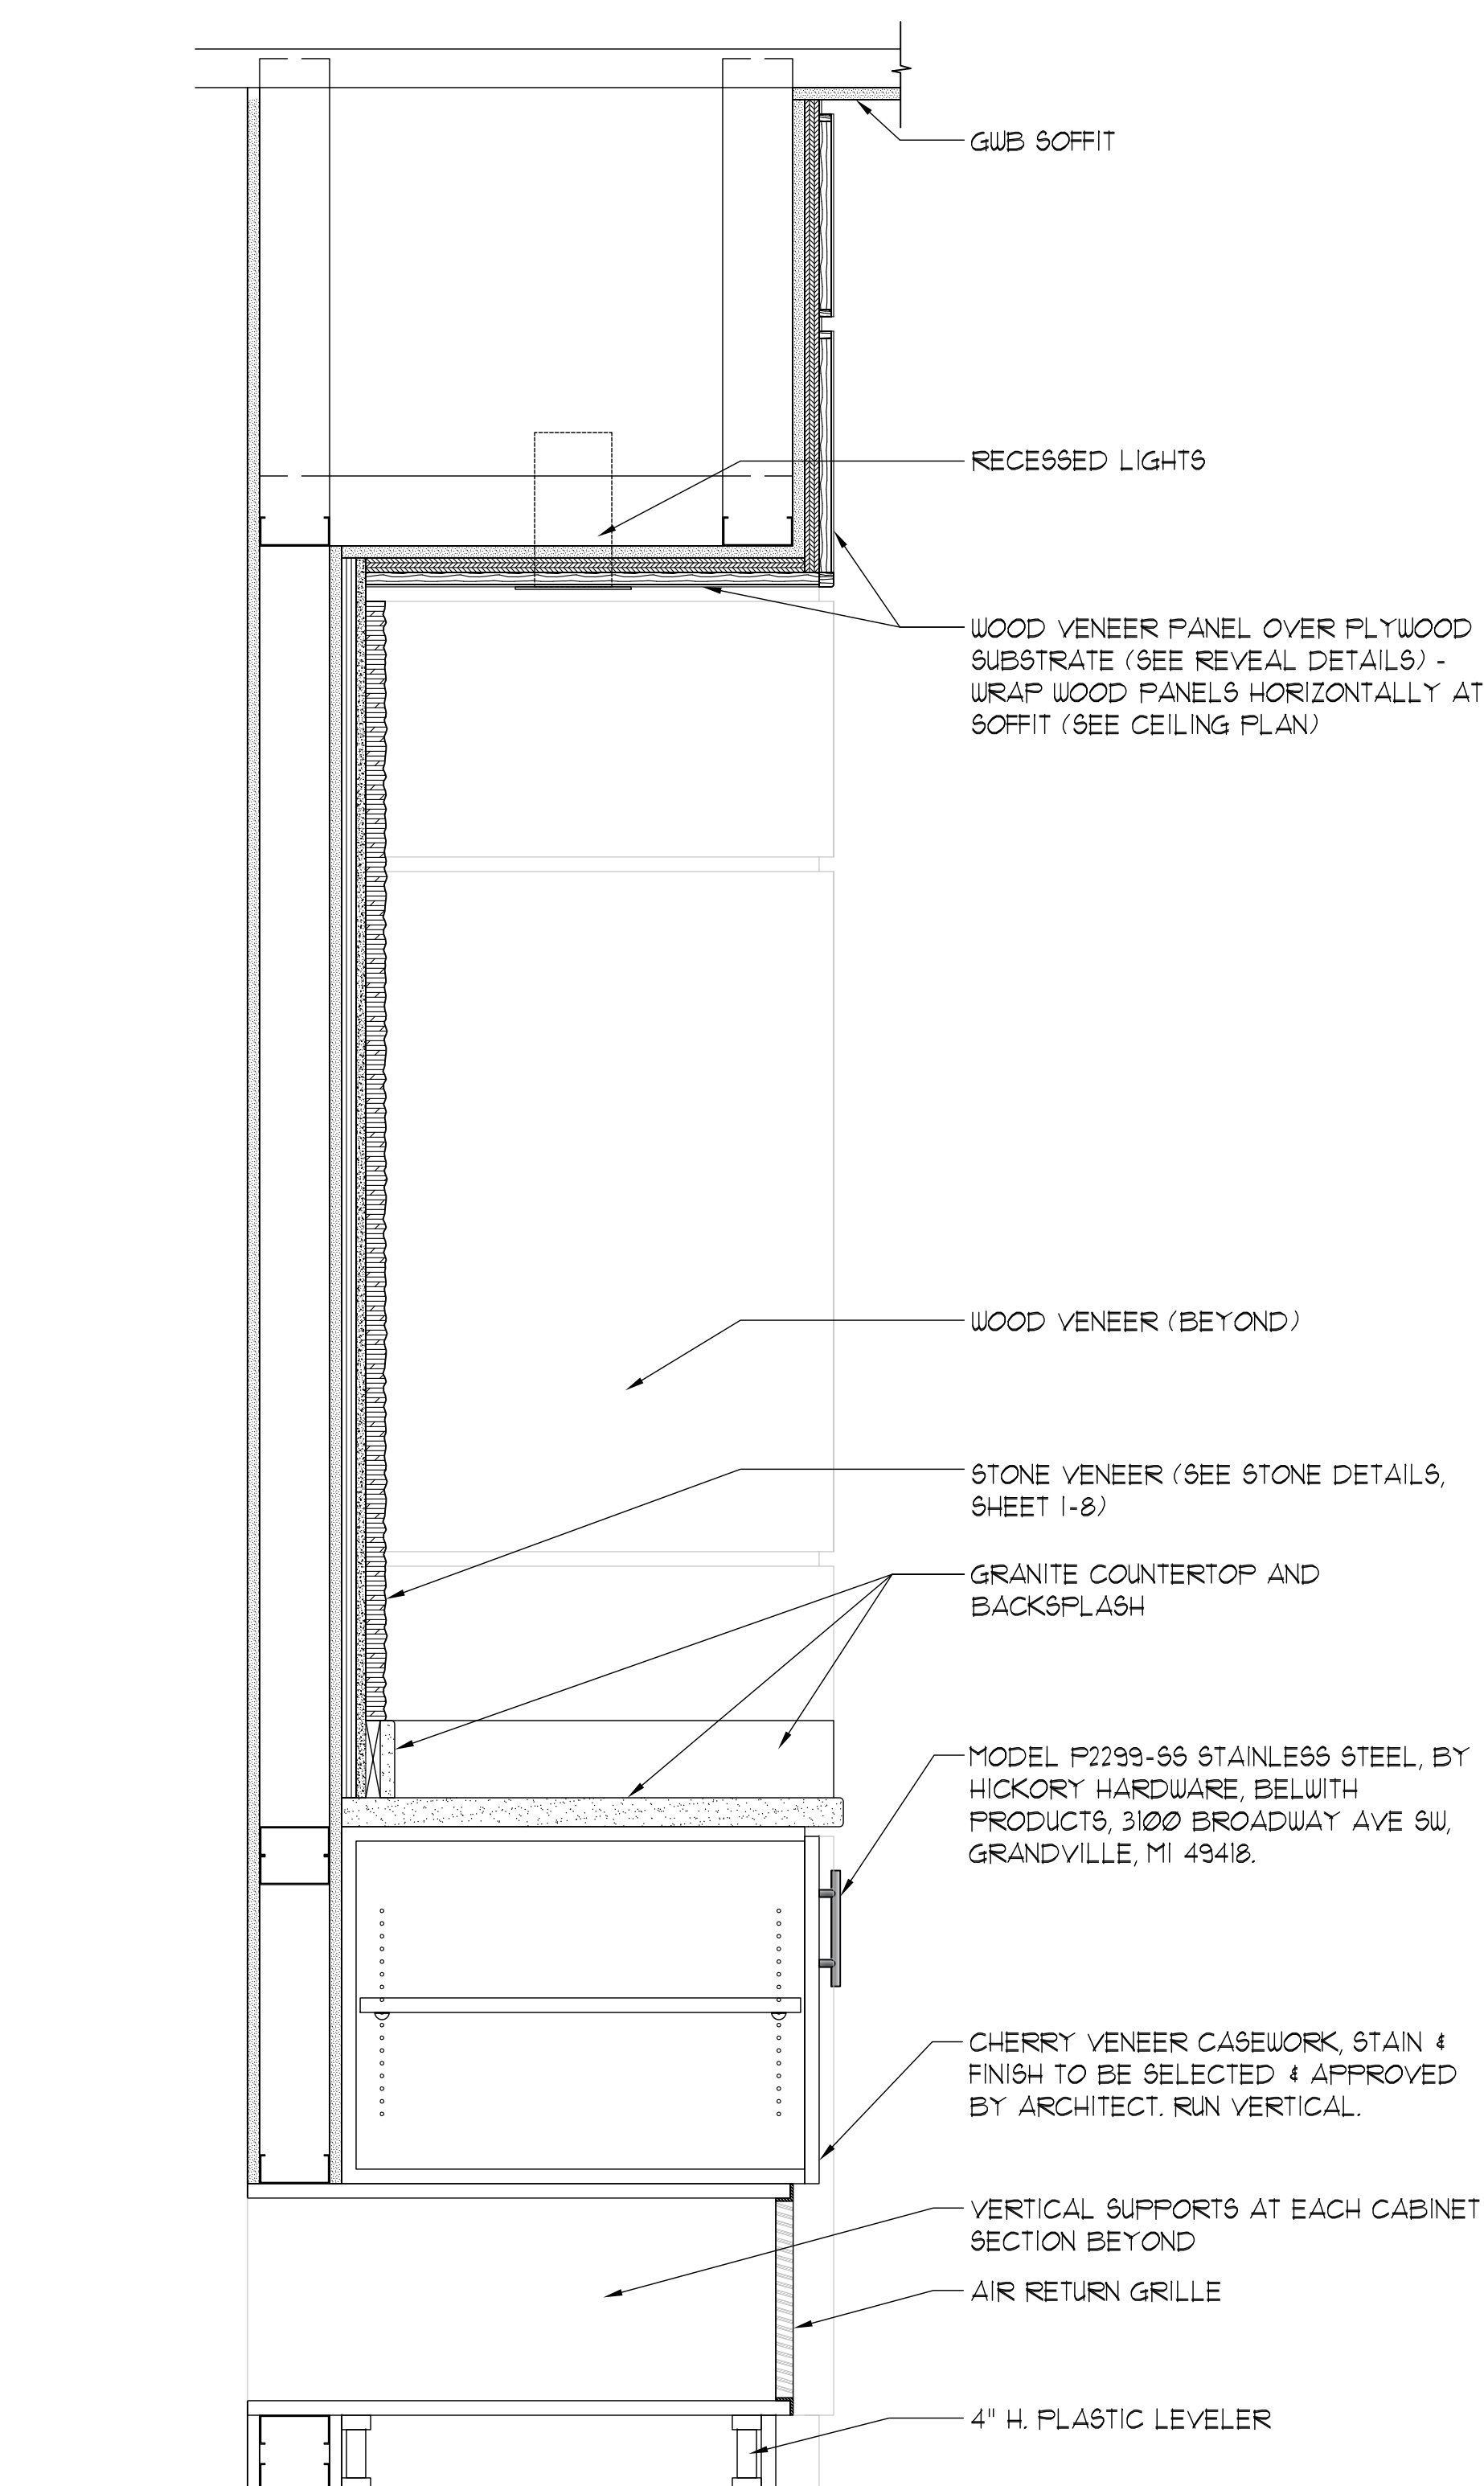 GWB SOFFIT
RECESSED LIGHTS
WOOD VENEER PANEL OVER PLYWOOD
SUBSTRATE (SEE REVEAL DETAILS) -
WRAP WOOD PANELS HORIZONTALLY AT
SOFFIT (SEE CEILING PLAN)
WOOD VENEER (BEYOND)
STONE VENEER (SEE STONE DETAILS,
SHEET I-8)
GRANITE COUNTERTOP AND
BACKSPLASH
MODEL P2299-SS STAINLESS STEEL, BY
HICKORY HARDWARE, BELWITH
PRODUCTS, 3100 BROADWAY AVE SW,
GRANDVILLE, MI 49418.
CHERRY VENEER CASEWORK, STAIN &
FINISH TO BE SELECTED & APPROVED
BY ARCHITECT. RUN VERTICAL.
VERTICAL SUPPORTS AT EACH CABINET
SECTION BEYOND
AIR RETURN GRILLE
4" H. PLASTIC LEVELER